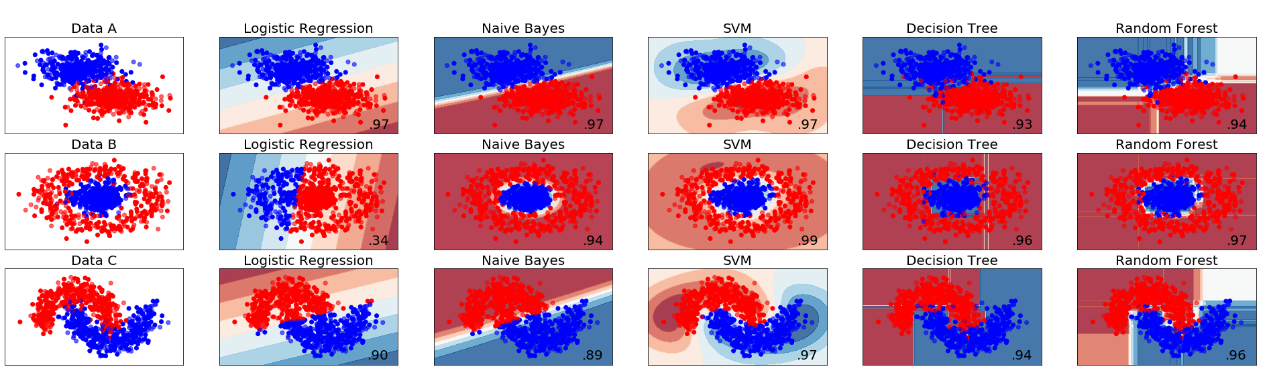 Data A
Logistic Regression
Naive Bayes
SVM
Decision Tree
Random Forest
.97
.97
.97
.93
.94
Data B
Logistic Regression
Naive Bayes
SVM
Decision Tree
Random Forest
.34
.94
.99
.96
.97
Data C
Logistic Regression
Naive Bayes
SVM
Decision Tree
Random Forest
.90
.89
.97
.94
.96